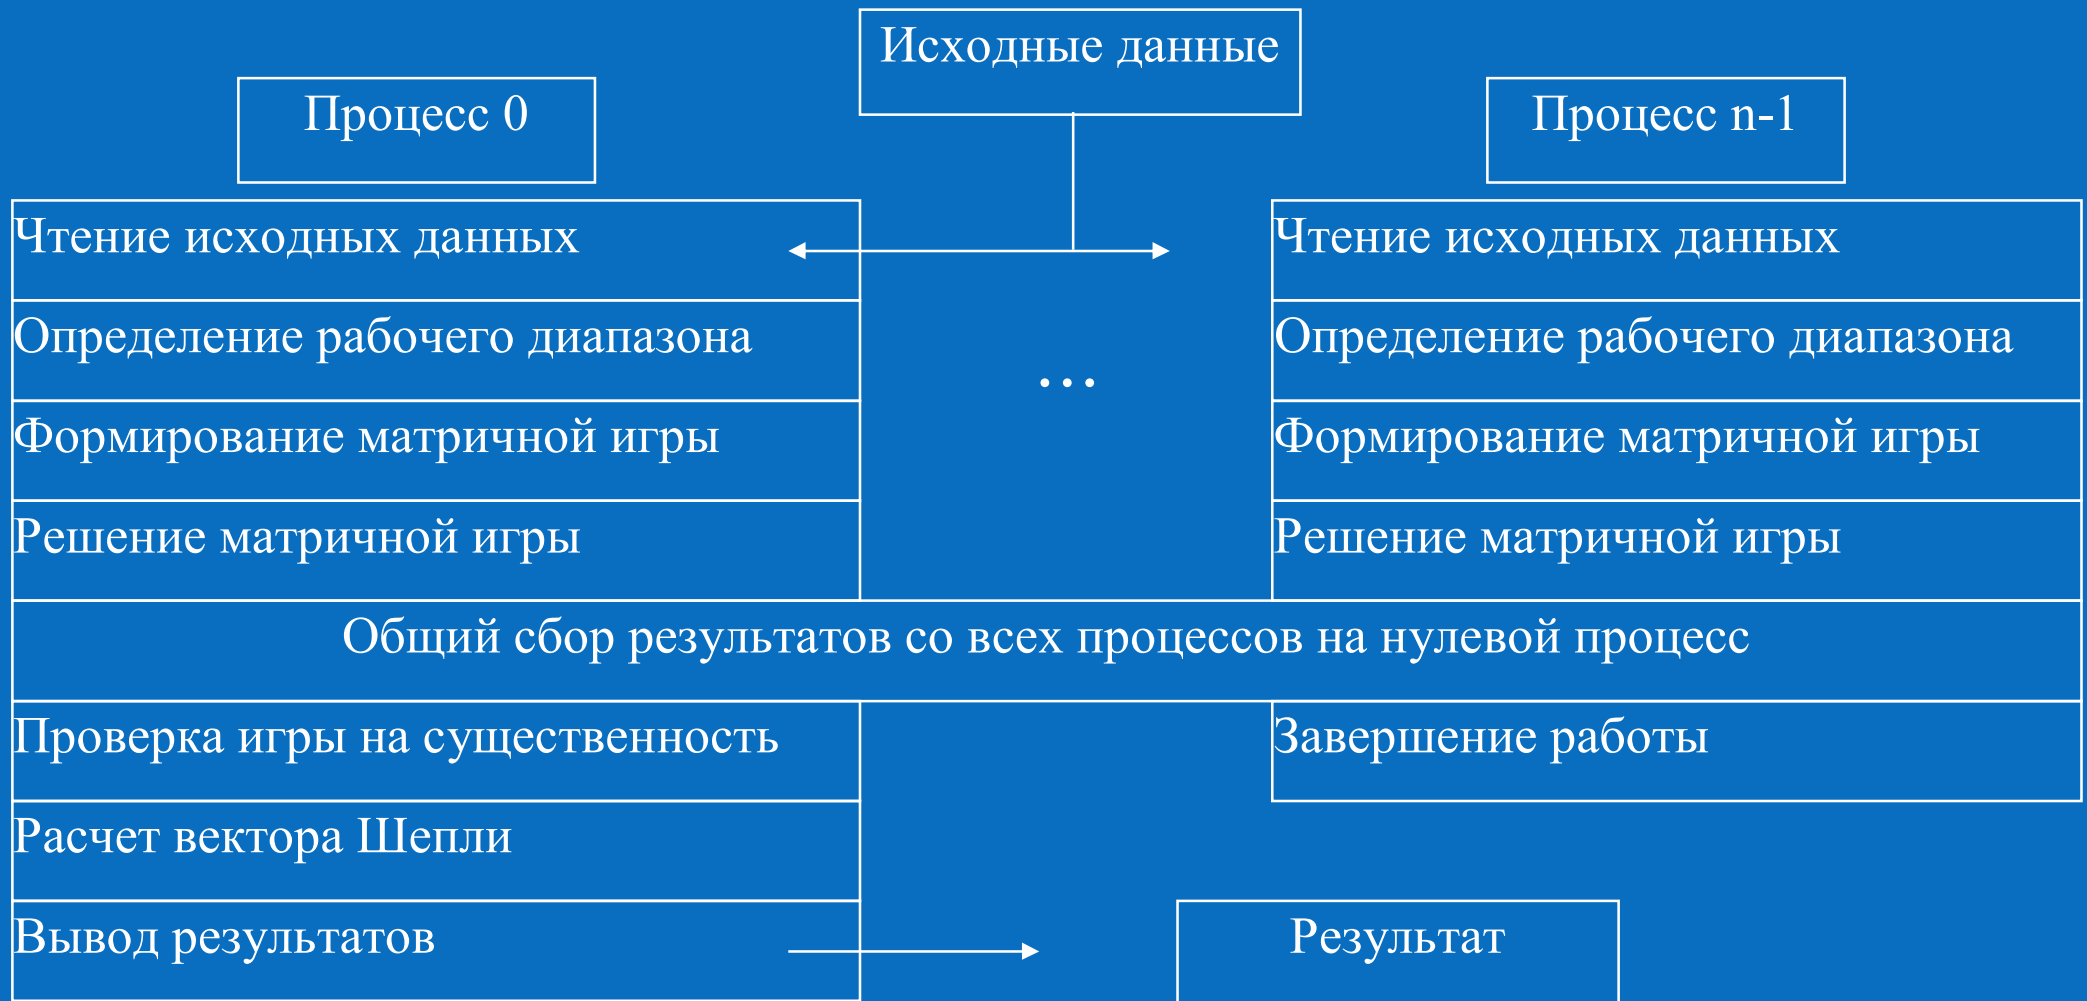 Исходные данные
Процесс 0
Процесс n-1
Чтение исходных данных
Чтение исходных данных
Определение рабочего диапазона
Определение рабочего диапазона
...
Формирование матричной игры
Формирование матричной игры
Решение матричной игры
Решение матричной игры
Общий сбор результатов со всех процессов на нулевой процесс
Проверка игры на существенность
Завершение работы
Расчет вектора Шепли
Вывод результатов
Результат